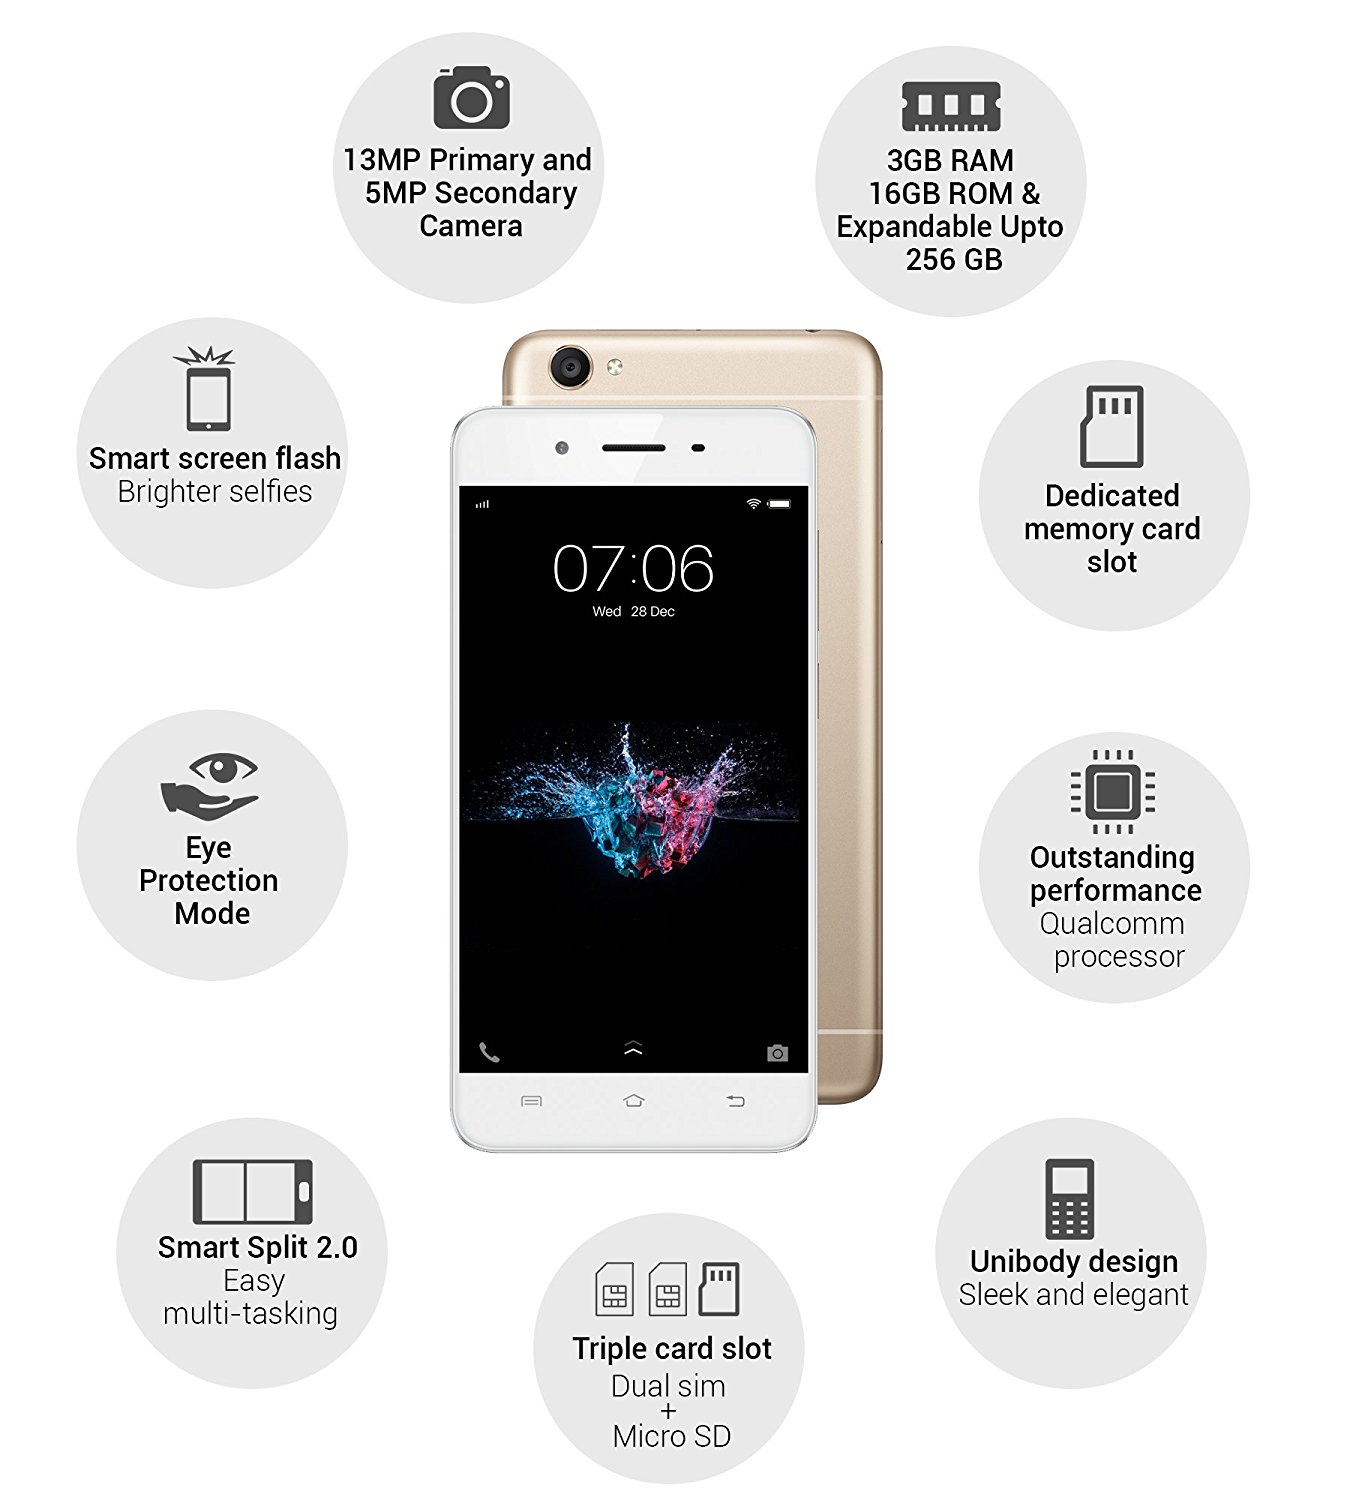 13MP Primary and
5MP Secondary
Camera
3GB RAM
16GB ROM &
Expandable Upto
256 GB
Smart screen flash
Brighter selfies
Dedicated
memory card
slot
07:06
Wed 28 Dec
Eye
Protection
Mode
Outstanding
performance
Qualcomm
processor
Smart Split 2.0
Easy
multi-tasking
Triple card slot
Dual sim
+
Micro SD
Unibody design
Sleek and elegant